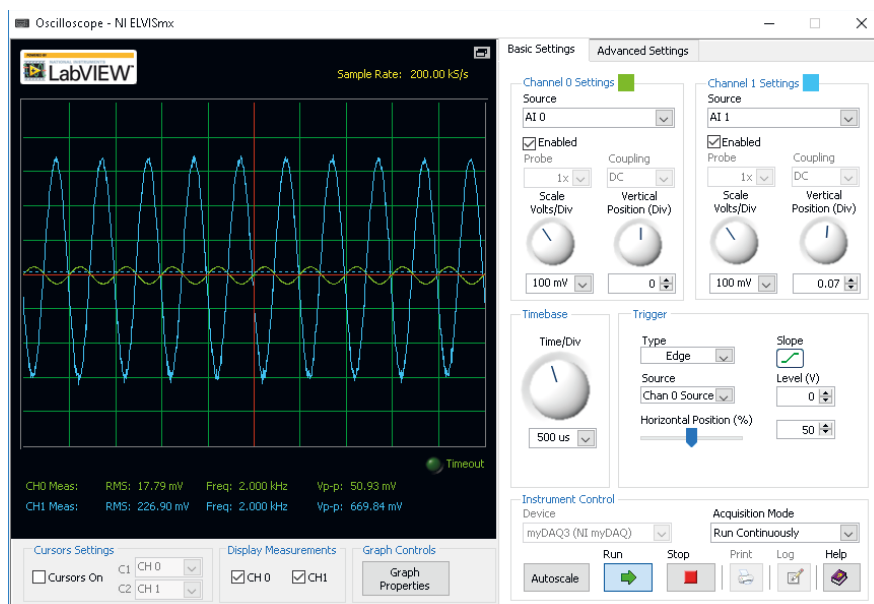 Oscilloscope - NI ELVISmx
POWERED BY
NATIONAL INSTRUMENTS
LabVIEW™
Sample Rate: 200.00 kS/s
Timeout
CH0 Meas: RMS: 17.79 mV Freq: 2.000 kHz Vp-p: 50.93 mV
CH1 Meas: RMS: 226.90 mV Freq: 2.000 kHz Vp-p: 669.84 mV
Cursors Settings
Cursors On
C1 CH 0
C2 CH 1
Display Measurements
CH 0 CH1
Graph Controls
Graph
Properties
Basic Settings Advanced Settings
Channel 0 Settings
Source
AI 0
Enabled
Probe Coupling
1x DC
Scale Vertical
Volts/Div Position (Div)
100 mV 0
Channel 1 Settings
Source
AI 1
Enabled
Probe Coupling
1x DC
Scale Vertical
Volts/Div Position (Div)
100 mV 0.07
Timebase
Time/Div
500 us
Trigger
Type Slope
Edge
Source Level (V)
Chan 0 Source 0
Horizontal Position (%)
50
Instrument Control
Device Acquisition Mode
myDAQ3 (NI myDAQ) Run Continuously
Run Stop Print Log Help
Autoscale